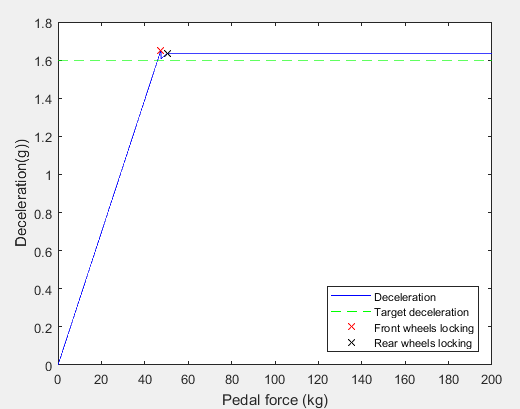 1.8
1.6
1.4
1.2
1
0.8
0.6
0.4
0.2
0
Deceleration(g))
0 20 40 60 80 100 120 140 160 180 200
Pedal force (kg)
Deceleration
Target deceleration
Front wheels locking
Rear wheels locking